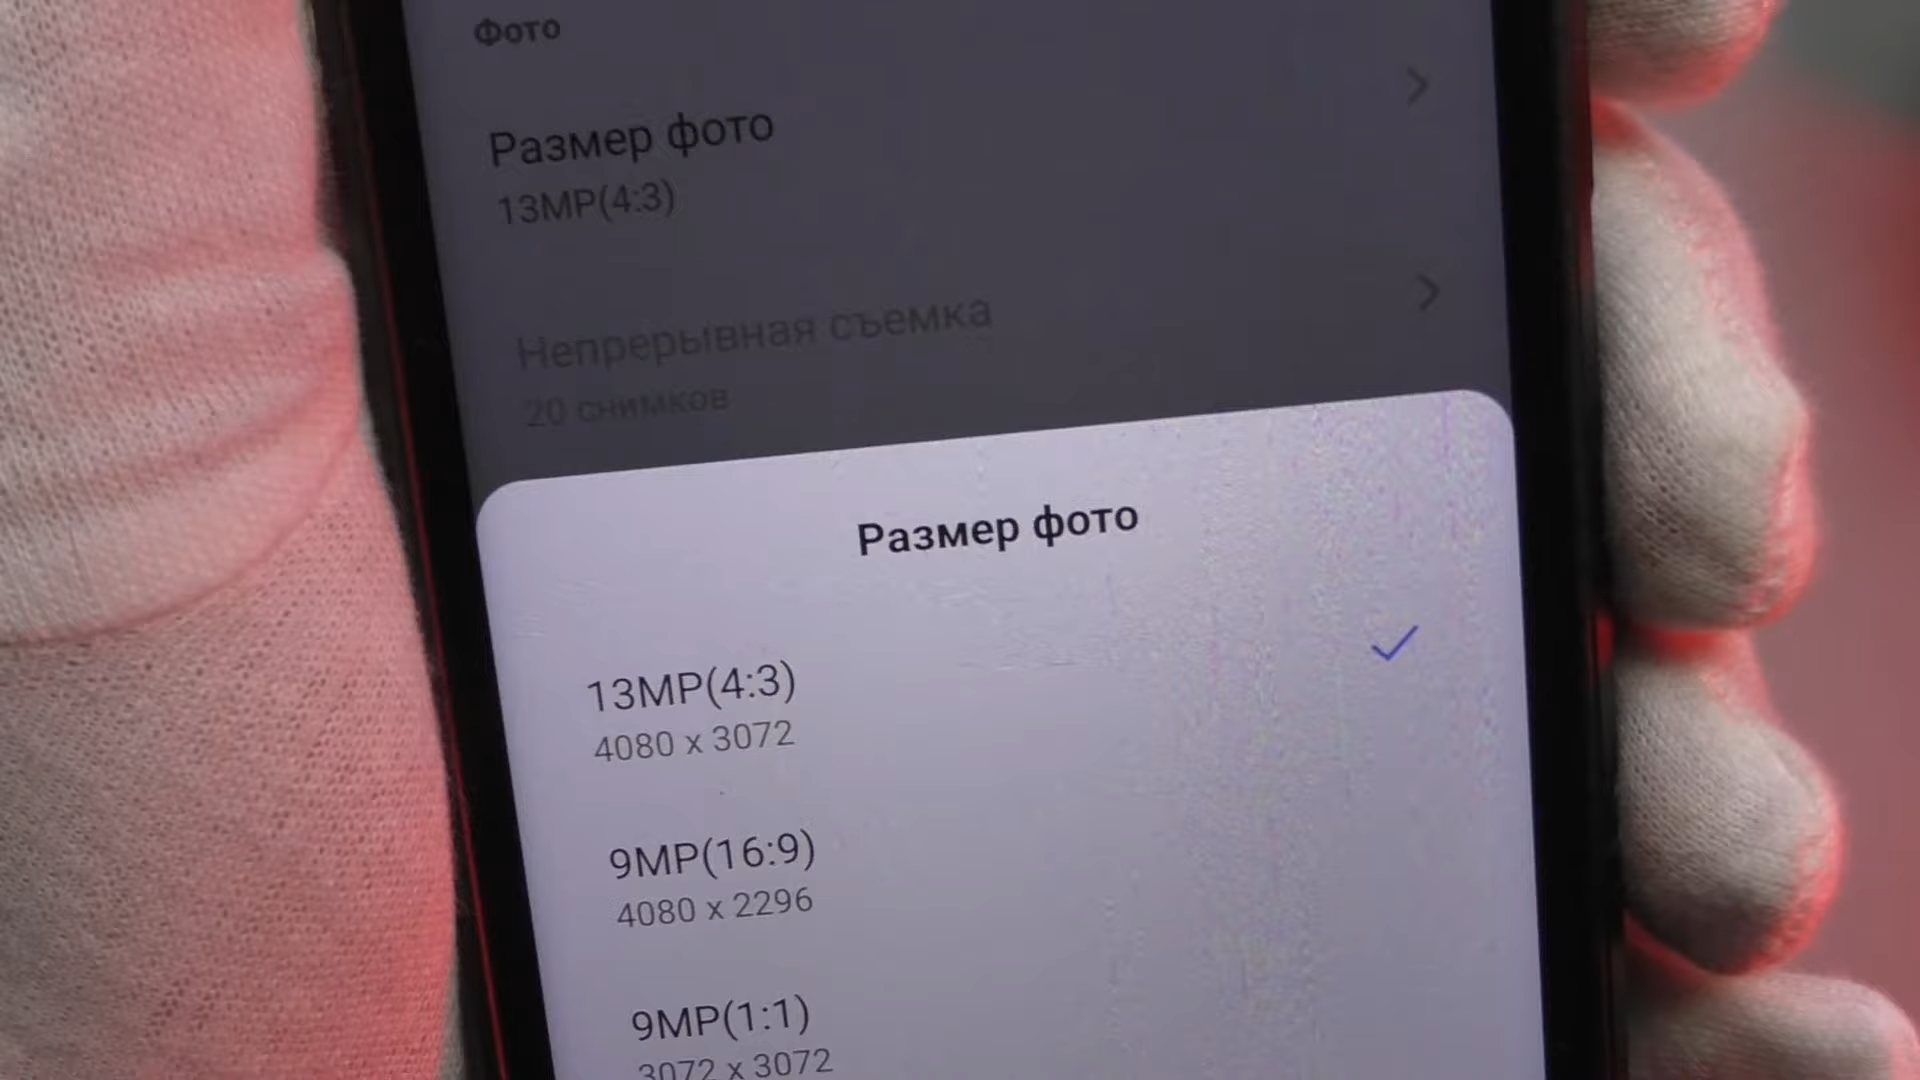 Фото
Размер фото
13MP(4:3)
Непрерывная съемка
20 снимков
Размер фото
13MP(4:3)
4080 x 3072
9MP(16:9)
4080 x 2296
9MP(1:1)
3072 x 3072